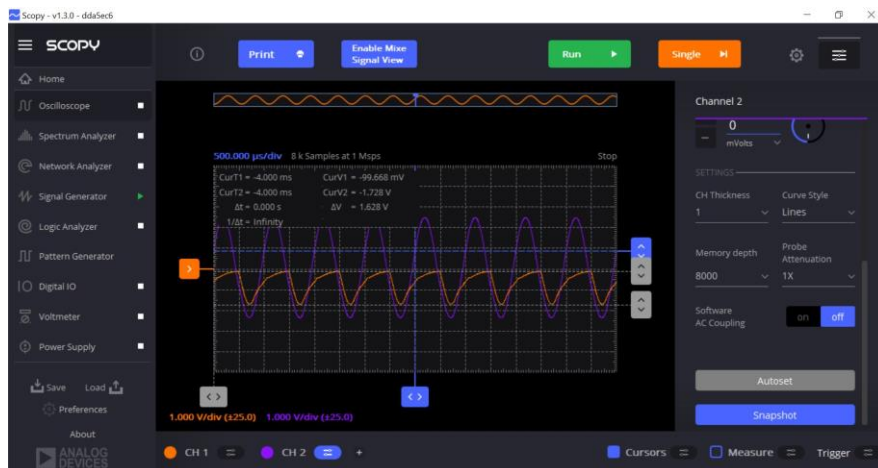 Scopy - v1.3.0 - dda5ec6
SCOPY
Home
Oscilloscope
Spectrum Analyzer
Network Analyzer
Signal Generator
Logic Analyzer
Pattern Generator
Digital IO
Voltmeter
Power Supply
Save Load
Preferences
About
ANALOG
DEVICES
Print
Enable Mixe
Signal View
Run
Single
500.000 µs/div 8 k Samples at 1 Msps Stop
CurT1 = -4.000 ms CurV1 = -99.668 mV
CurT2 = -4.000 ms CurV2 = -1.728 V
Δt = 0.000 s ΔV = 1.628 V
1/Δt = Infinity
1.000 V/div (±25.0) 1.000 V/div (±25.0)
CH 1 CH 2 + Cursors Measure Trigger
Channel 2
0
mVolts
SETTINGS
CH Thickness Curve Style
1 Lines
Memory depth Probe
Attenuation
8000 1X
Software
AC Coupling
on off
Autoset
Snapshot